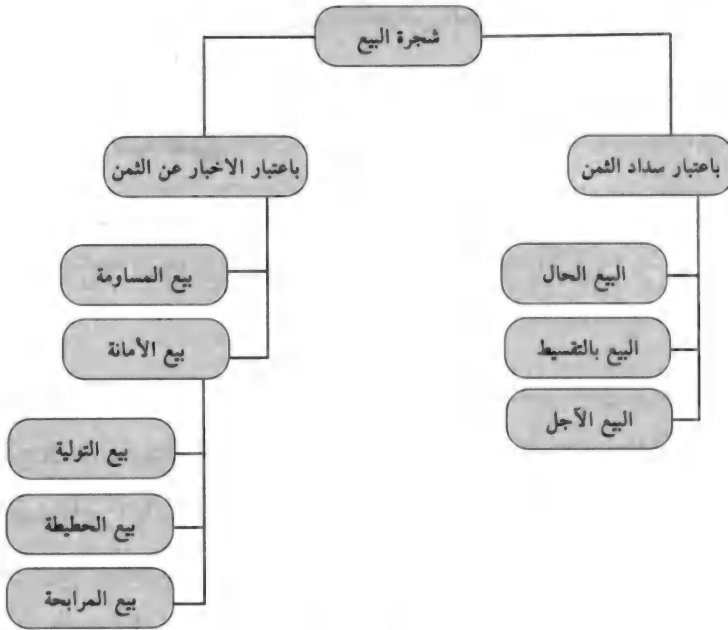 شجرة البيع
باعتبار سداد الثمن
البيع الحال
البيع بالتقسيط
البيع الآجل
باعتبار الاخبار عن الثمن
بيع المساومة
بيع الأمانة
بيع التولية
بيع الحطيطة
بيع المرابحة